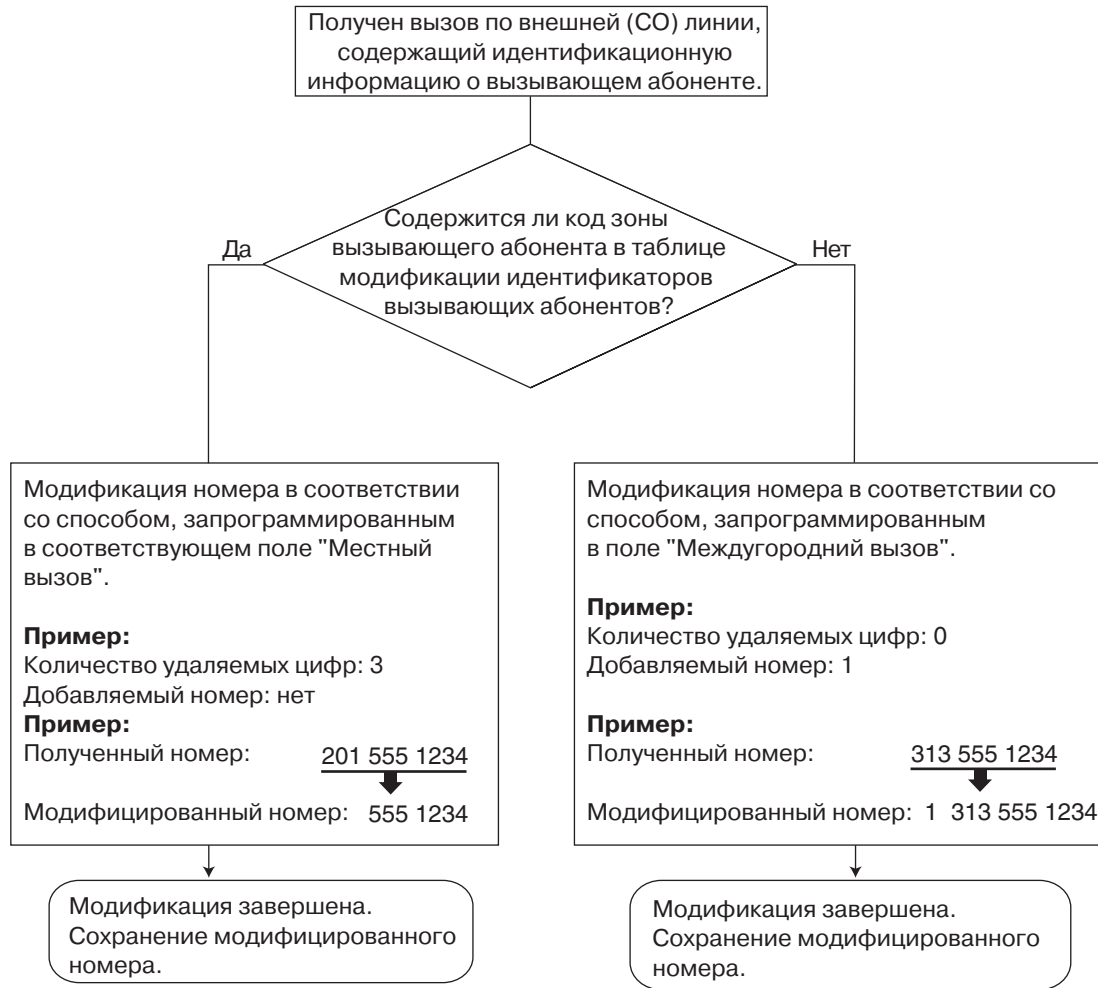 Получен вызов по внешней (CO) линии,
содержащий идентификационную
информацию о вызывающем абоненте.
Содержится ли код зоны
вызывающего абонента в таблице
модификации идентификаторов
вызывающих абонентов?
Да
Нет
Модификация номера в соответствии
со способом, запрограммированным
в соответствующем поле "Местный
вызов".
Пример:
Количество удаляемых цифр: 3
Добавляемый номер: нет
Пример:
Полученный номер: 201 555 1234
Модифицированный номер: 555 1234
Модификация завершена.
Сохранение модифицированного
номера.
Модификация номера в соответствии со
способом, запрограммированным
в поле "Междугородний вызов".
Пример:
Количество удаляемых цифр: 0
Добавляемый номер: 1
Пример:
Полученный номер: 313 555 1234
Модифицированный номер: 1 313 555 1234
Модификация завершена.
Сохранение модифицированного
номера.